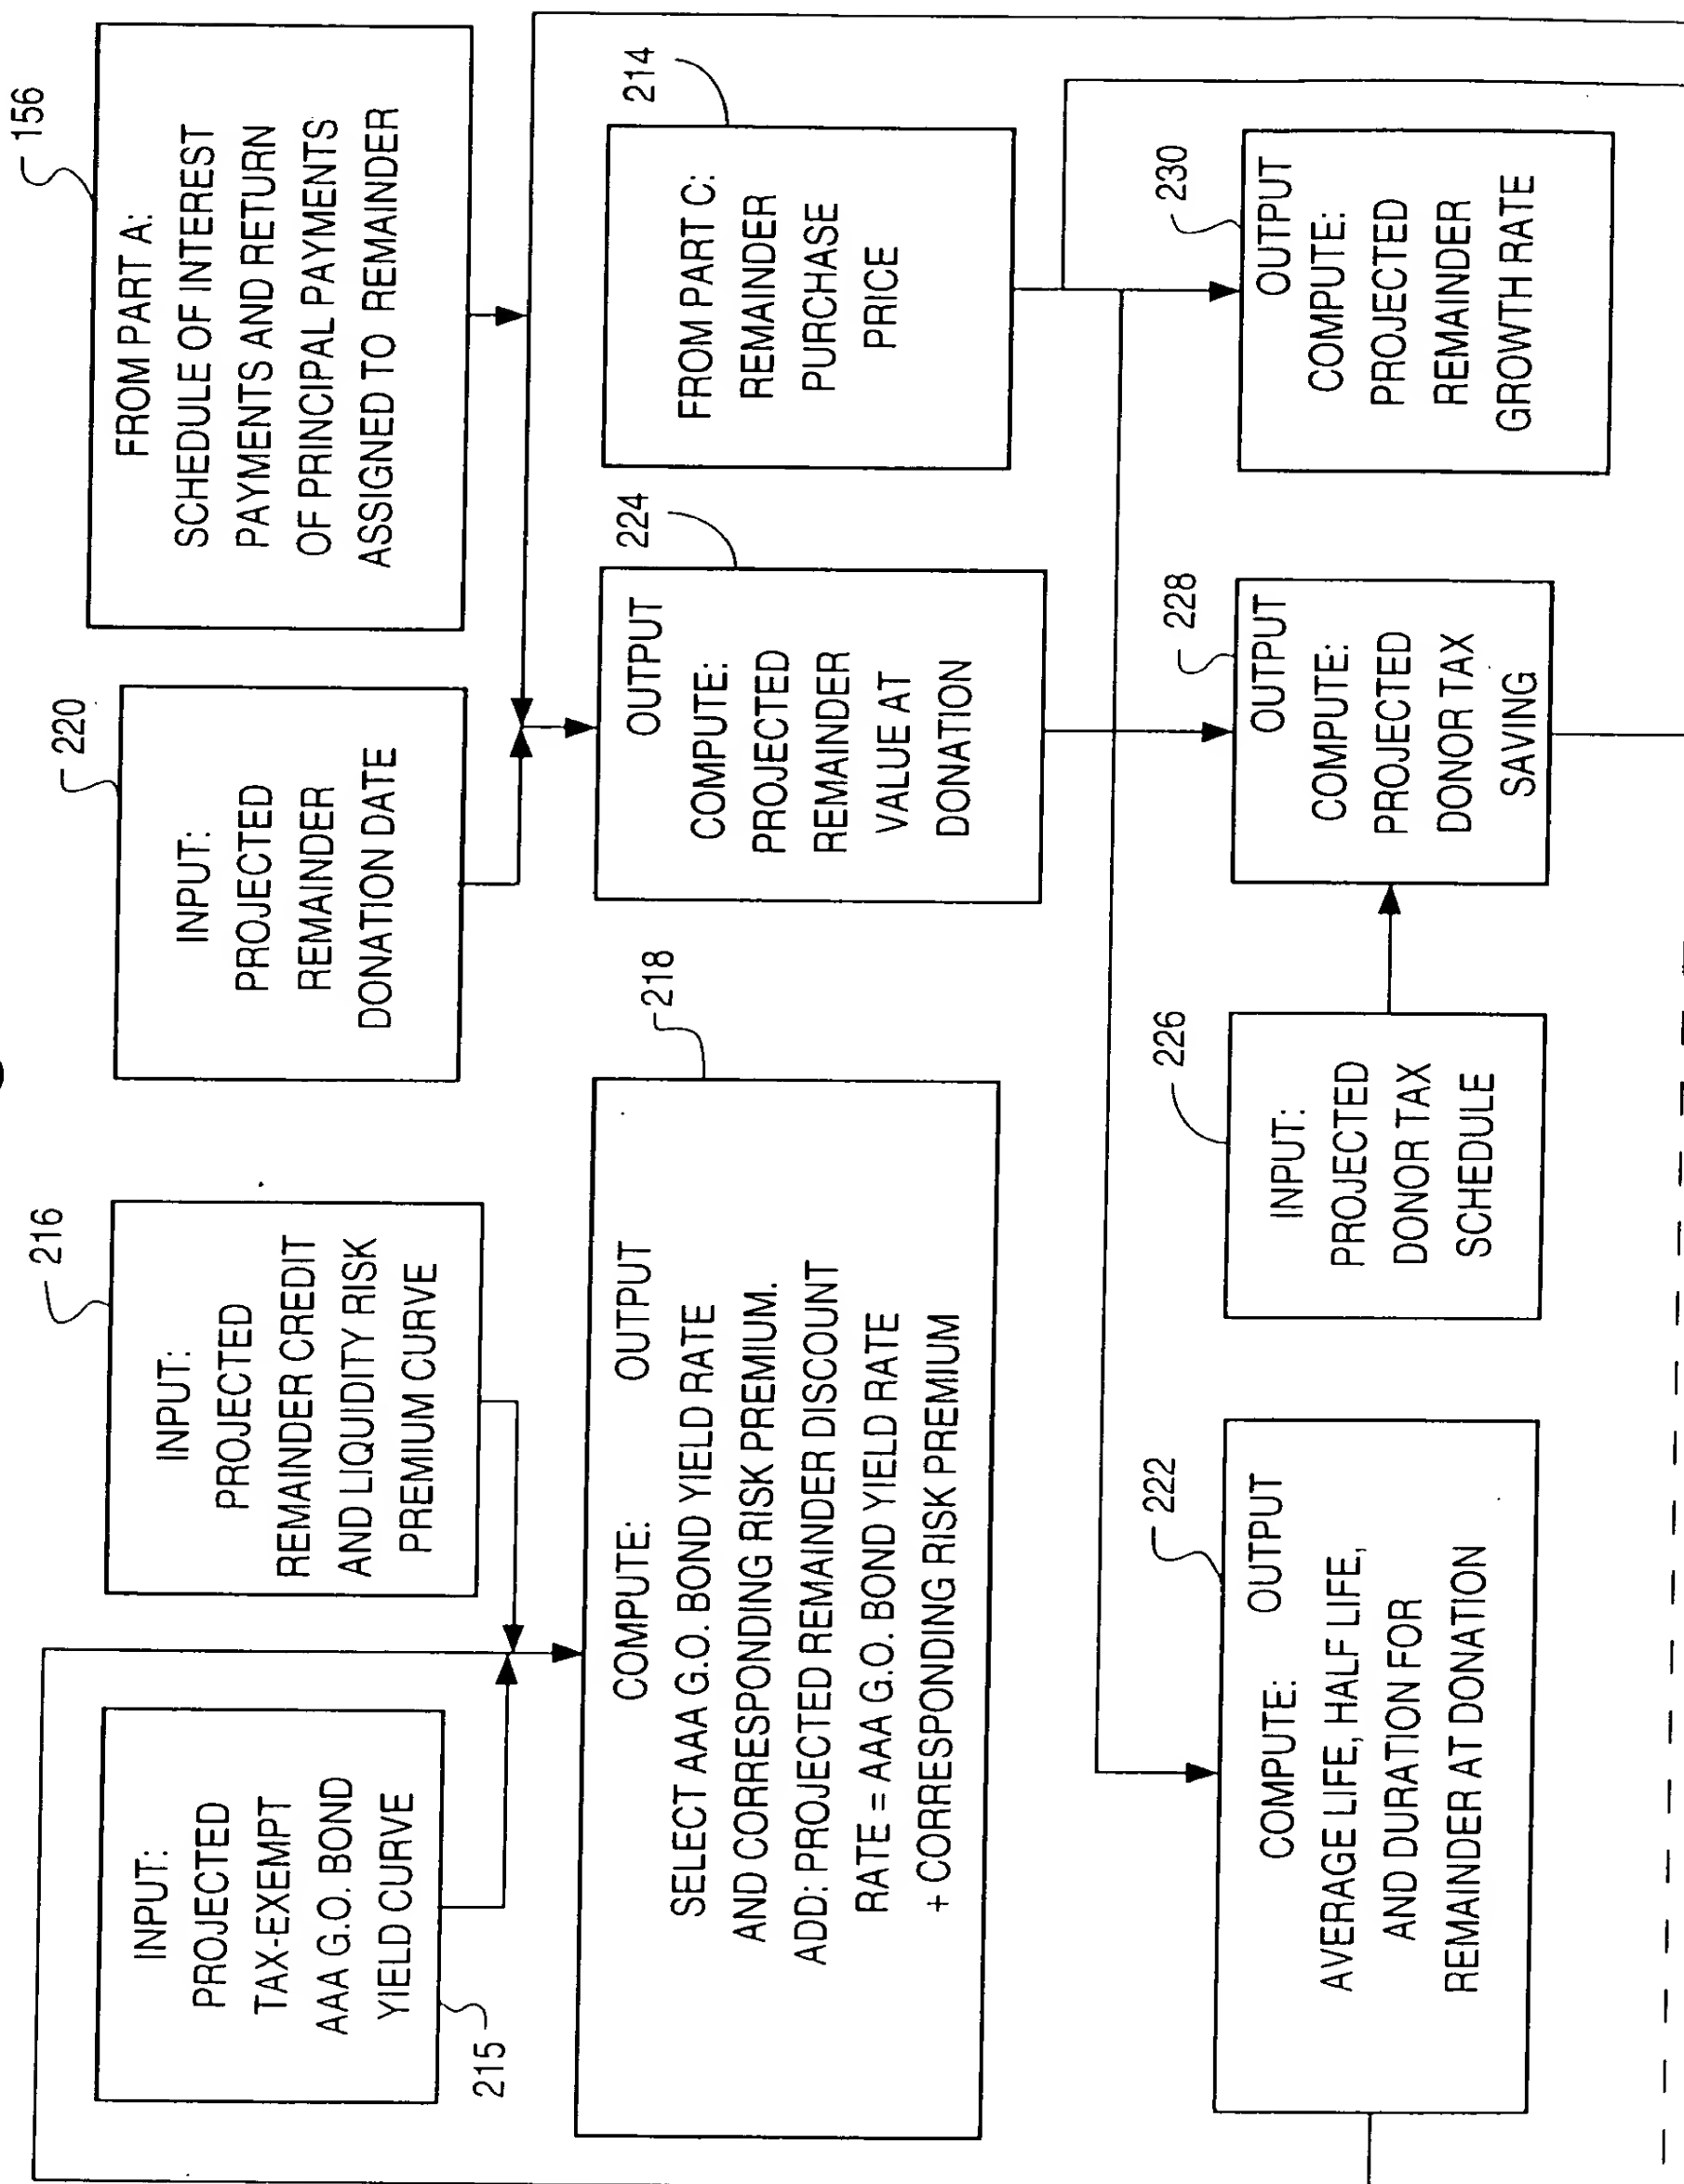 INPUT:
PROJECTED
TAX-EXEMPT
AAA G.O. BOND
YIELD CURVE
215
INPUT:
PROJECTED
REMAINDER CREDIT
AND LIQUIDITY RISK
PREMIUM CURVE
216
INPUT:
PROJECTED
REMAINDER
DONATION DATE
220
FROM PART A:
SCHEDULE OF INTEREST
PAYMENTS AND RETURN
OF PRINCIPAL PAYMENTS
ASSIGNED TO REMAINDER
156
COMPUTE: OUTPUT
SELECT AAA G.O. BOND YIELD RATE
AND CORRESPONDING RISK PREMIUM.
ADD: PROJECTED REMAINDER DISCOUNT
RATE = AAA G.O. BOND YIELD RATE
+ CORRESPONDING RISK PREMIUM
218
OUTPUT
COMPUTE:
PROJECTED
REMAINDER
VALUE AT
DONATION
224
FROM PART C:
REMAINDER
PURCHASE
PRICE
214
COMPUTE: OUTPUT
AVERAGE LIFE, HALF LIFE,
AND DURATION FOR
REMAINDER AT DONATION
222
INPUT:
PROJECTED
DONOR TAX
SCHEDULE
226
OUTPUT
COMPUTE:
PROJECTED
DONOR TAX
SAVING
228
OUTPUT
COMPUTE:
PROJECTED
REMAINDER
GROWTH RATE
230